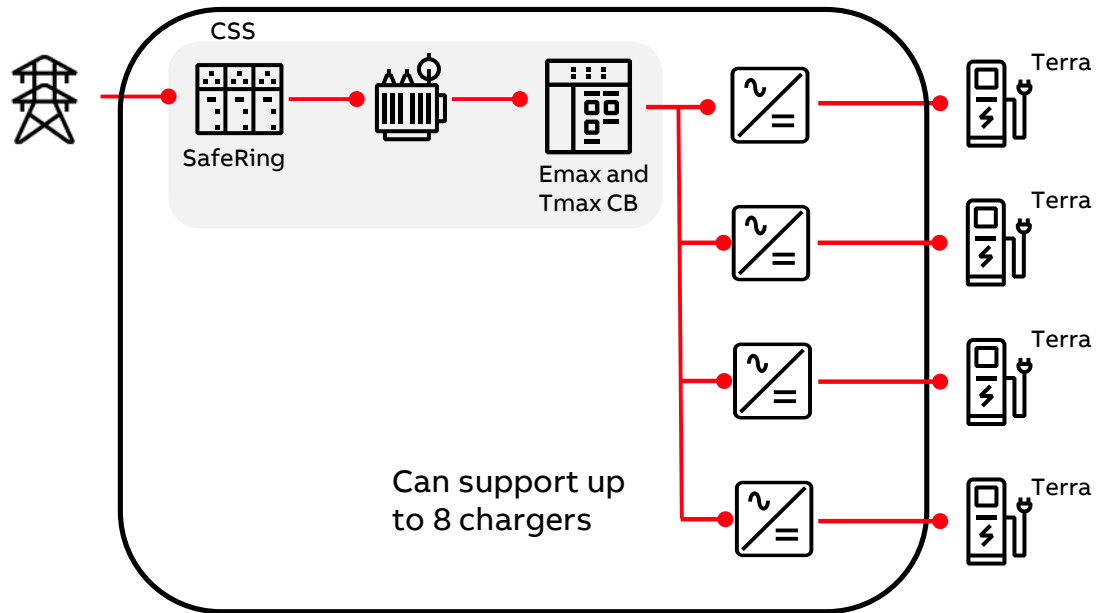 CSS
Terra
SafeRing
Emax and
Tmax CB
Terra
Terra
Can support up
to 8 chargers
Terra